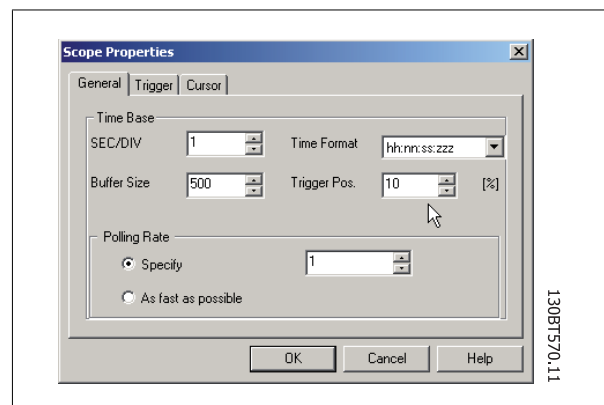 Scope Properties
General Trigger Cursor
Time Base
SEC/DIV 1 Time Format hh:nn:ss:zzz
Buffer Size 500 Trigger Pos. 10 [%]
Polling Rate
Specify 1
As fast as possible
OK Cancel Help
130BT570.11